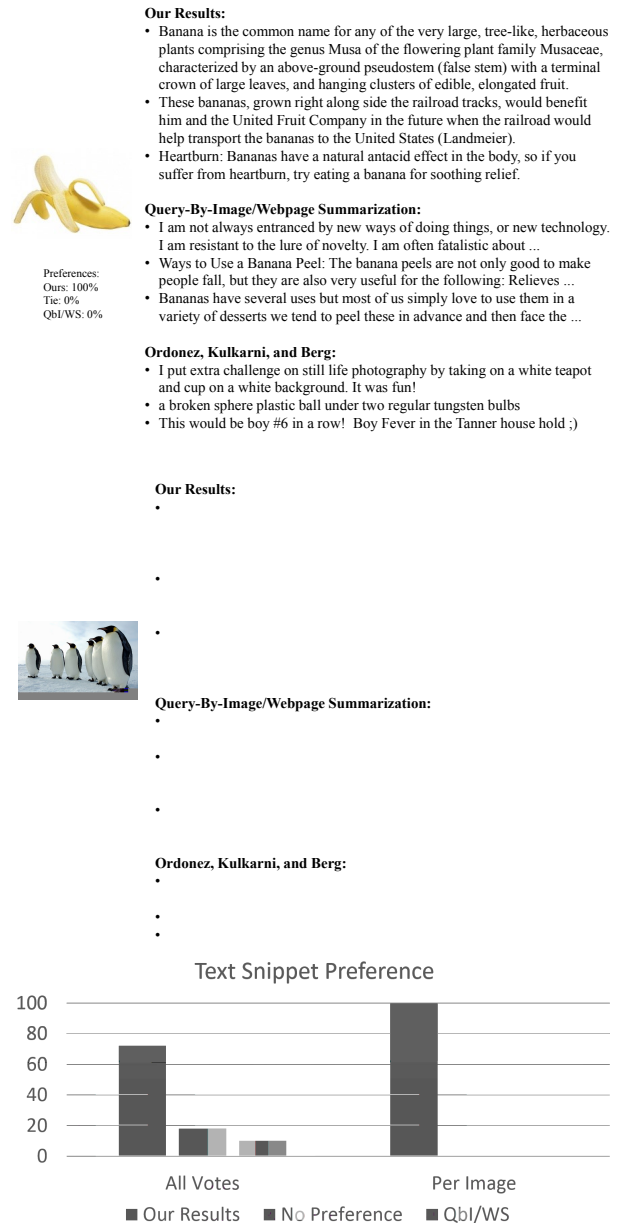 Our Results:
• Banana is the common name for any of the very large, tree-like, herbaceous
plants comprising the genus Musa of the flowering plant family Musaceae,
characterized by an above-ground pseudostem (false stem) with a terminal
crown of large leaves, and hanging clusters of edible, elongated fruit.
• These bananas, grown right along side the railroad tracks, would benefit
him and the United Fruit Company in the future when the railroad would
help transport the bananas to the United States (Landmeier).
• Heartburn: Bananas have a natural antacid effect in the body, so if you
suffer from heartburn, try eating a banana for soothing relief.
Preferences:
Ours: 100%
Tie: 0%
QbI/WS: 0%
Query-By-Image/Webpage Summarization:
• I am not always entranced by new ways of doing things, or new technology.
I am resistant to the lure of novelty. I am often fatalistic about ...
• Ways to Use a Banana Peel: The banana peels are not only good to make
people fall, but they are also very useful for the following: Relieves ...
• Bananas have several uses but most of us simply love to use them in a
variety of desserts we tend to peel these in advance and then face the ...
Ordonez, Kulkarni, and Berg:
• I put extra challenge on still life photography by taking on a white teapot
and cup on a white background. It was fun!
• a broken sphere plastic ball under two regular tungsten bulbs
• This would be boy #6 in a row!  Boy Fever in the Tanner house hold ;)
Our Results:
•
•
•
Query-By-Image/Webpage Summarization:
•
•
•
Ordonez, Kulkarni, and Berg:
•
•
•
Text Snippet Preference
100
80
60
40
20
0
All Votes
Per Image
Our Results
No Preference
QbI/WS